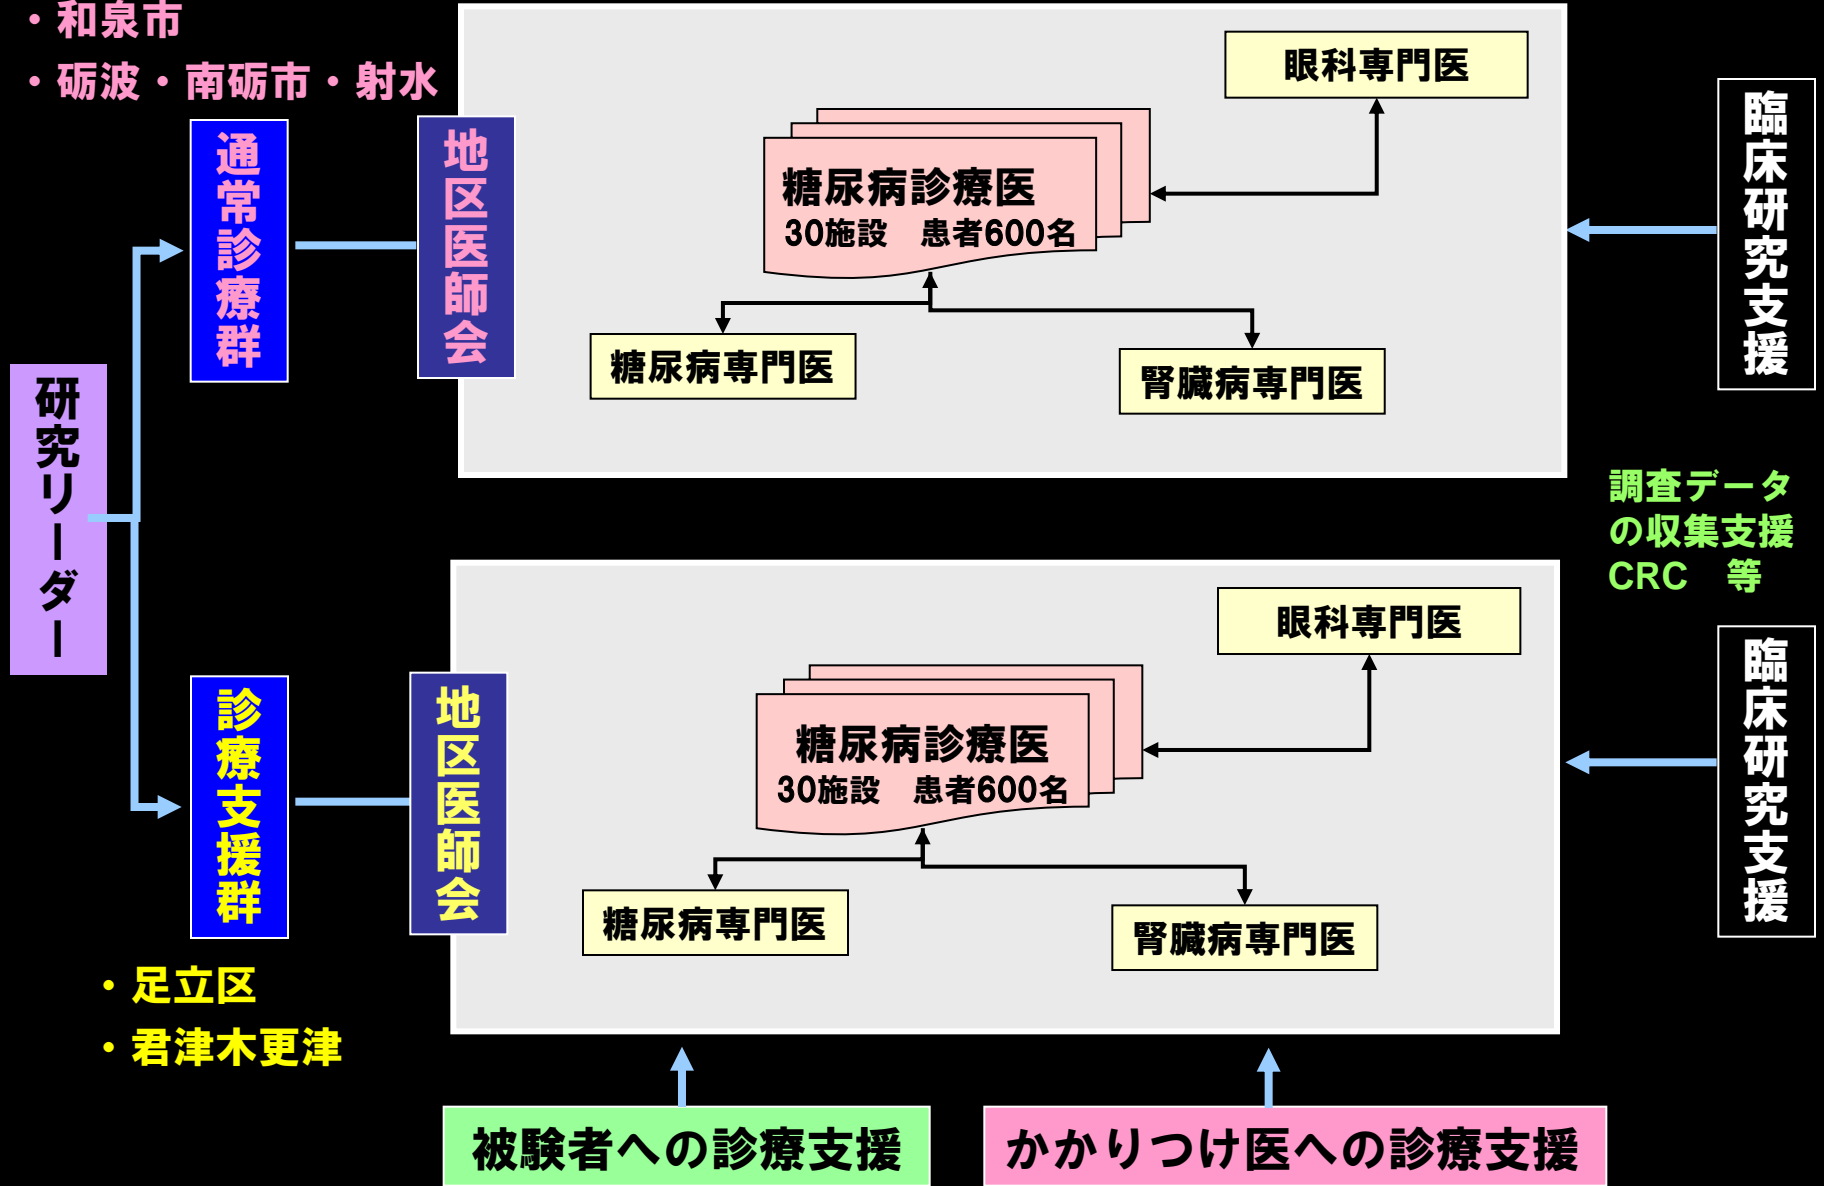 ・和泉市
・砺波・南砺市・射水
通常診療群
地区医師会
眼科専門医
糖尿病診療医
30施設　患者600名
糖尿病専門医
腎臓病専門医
臨床研究支援
研究リーダー
調査データ
の収集支援
CRC　等
診療支援群
地区医師会
眼科専門医
糖尿病診療医
30施設　患者600名
糖尿病専門医
腎臓病専門医
臨床研究支援
・足立区
・君津木更津
被験者への診療支援
かかりつけ医への診療支援